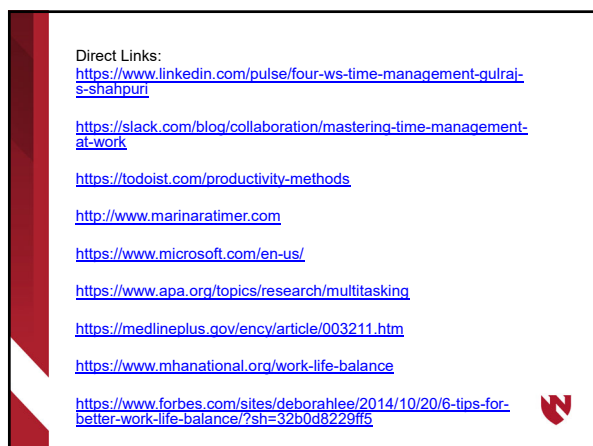 Direct Links:
https://www.linkedin.com/pulse/four-ws-time-management-gulraj-
s-shahpuri
https://slack.com/blog/collaboration/mastering-time-management-
at-work
https://todoist.com/productivity-methods
http://www.marinaratimer.com
https://www.microsoft.com/en-us/
https://www.apa.org/topics/research/multitasking
https://medlineplus.gov/ency/article/003211.htm
https://www.mhanational.org/work-life-balance
https://www.forbes.com/sites/deborahlee/2014/10/20/6-tips-for-
better-work-life-balance/?sh=32b0d8229ff5
N